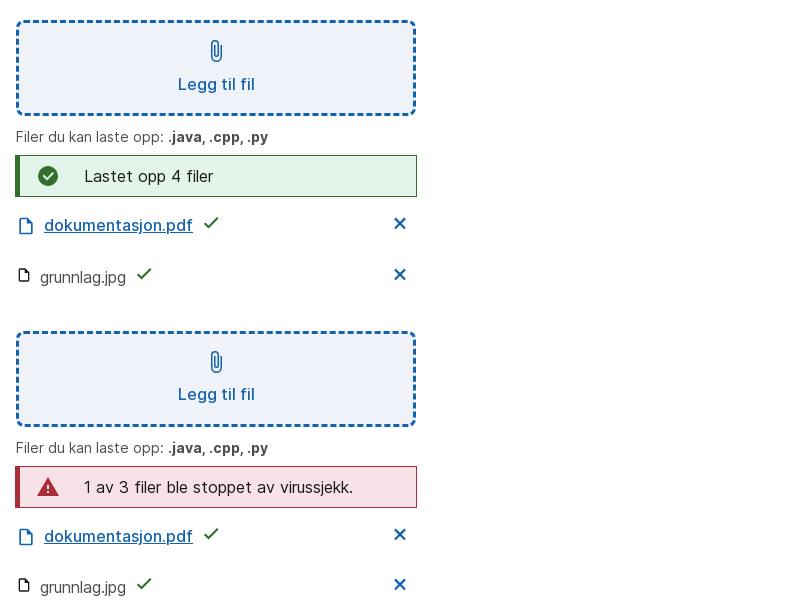 Legg til fil
Filer du kan laste opp: .java, .cpp, .py
Lastet opp 4 filer
dokumentasjon.pdf
grunnlag.jpg
Legg til fil
Filer du kan laste opp: .java, .cpp, .py
1 av 3 filer ble stoppet av virussjekk.
dokumentasjon.pdf
grunnlag.jpg